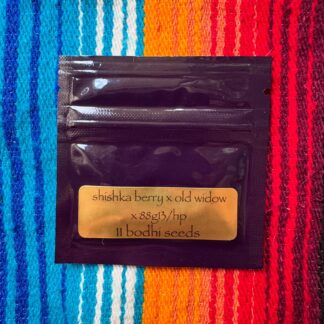 shishka berry x old widow
x 88g13/hp
11 bodhi seeds